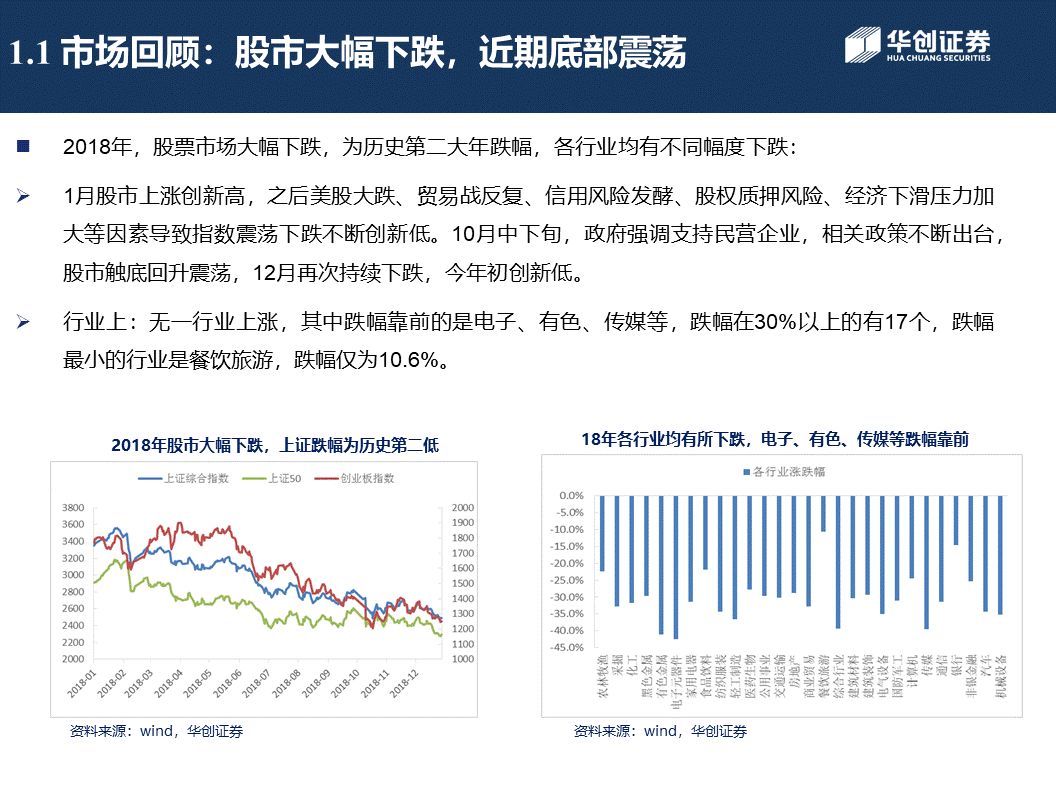 1.1 市场回顾：股市大幅下跌，近期底部震荡
华创证券
HUA CHUANG SECURITIES
■ 2018年，股票市场大幅下跌，为历史第二大年跌幅，各行业均有不同幅度下跌：
➢ 1月股市上涨创新高，之后美股大跌、贸易战反复、信用风险发酵、股权质押风险、经济下滑压力加
大等因素导致指数震荡下跌不断创新低。10月中下旬，政府强调支持民营企业，相关政策不断出台，
股市触底回升震荡，12月再次持续下跌，今年初创新低。
➢ 行业上：无一行业上涨，其中跌幅靠前的是电子、有色、传媒等，跌幅在30%以上的有17个，跌幅
最小的行业是餐饮旅游，跌幅仅为10.6%。
2018年股市大幅下跌，上证跌幅为历史第二低
上证综合指数 上证50 创业板指数
3800
3600
3400
3200
3000
2800
2600
2400
2200
2000
2000
1900
1800
1700
1600
1500
1400
1300
1200
1100
1000
2018-01
2018-02
2018-03
2018-04
2018-05
2018-06
2018-07
2018-08
2018-09
2018-10
2018-11
2018-12
资料来源：wind，华创证券
18年各行业均有所下跌，电子、有色、传媒等跌幅靠前
各行业涨跌幅
0.0%
-5.0%
-10.0%
-15.0%
-20.0%
-25.0%
-30.0%
-35.0%
-40.0%
-45.0%
农林牧渔
采掘
化工
黑色金属
有色金属
电子元器件
家用电器
食品饮料
纺织服装
轻工制造
医药生物
公用事业
交通运输
房地产
商业贸易
餐饮旅游
综合行业
建筑材料
建筑装饰
电气设备
国防军工
计算机
传媒
通信
银行
非银金融
汽车
机械设备
资料来源：wind，华创证券